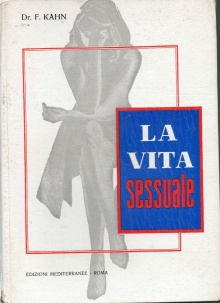 Dr. F. KAHN
LA
VITA
sessuale
EDIZIONI MEDITERRANEE - ROMA